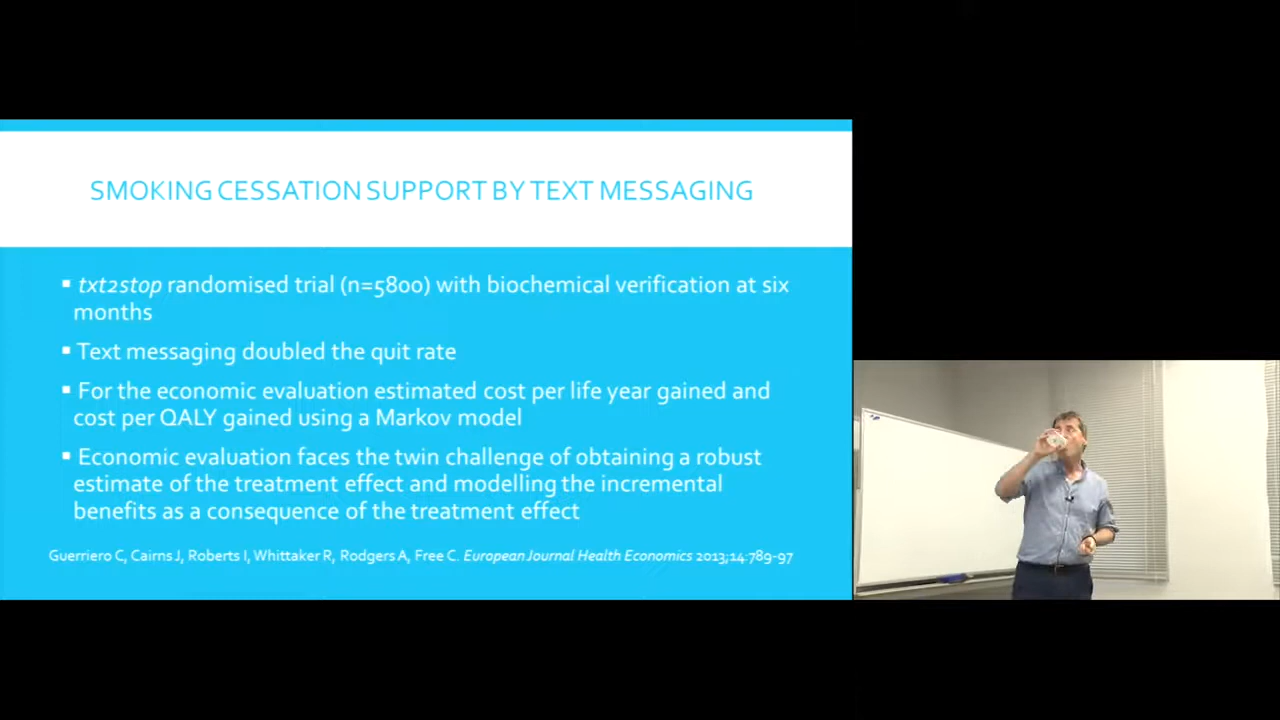 SMOKING CESSATION SUPPORT BY TEXT MESSAGING
▪ txt2stop randomised trial (n=5800) with biochemical verification at six
months
▪ Text messaging doubled the quit rate
▪ For the economic evaluation estimated cost per life year gained and
cost per QALY gained using a Markov model
▪ Economic evaluation faces the twin challenge of obtaining a robust
estimate of the treatment effect and modelling the incremental
benefits as a consequence of the treatment effect
Guerriero C, Cairns J, Roberts I, Whittaker R, Rodgers A, Free C. European Journal Health Economics 2013;14:789-97